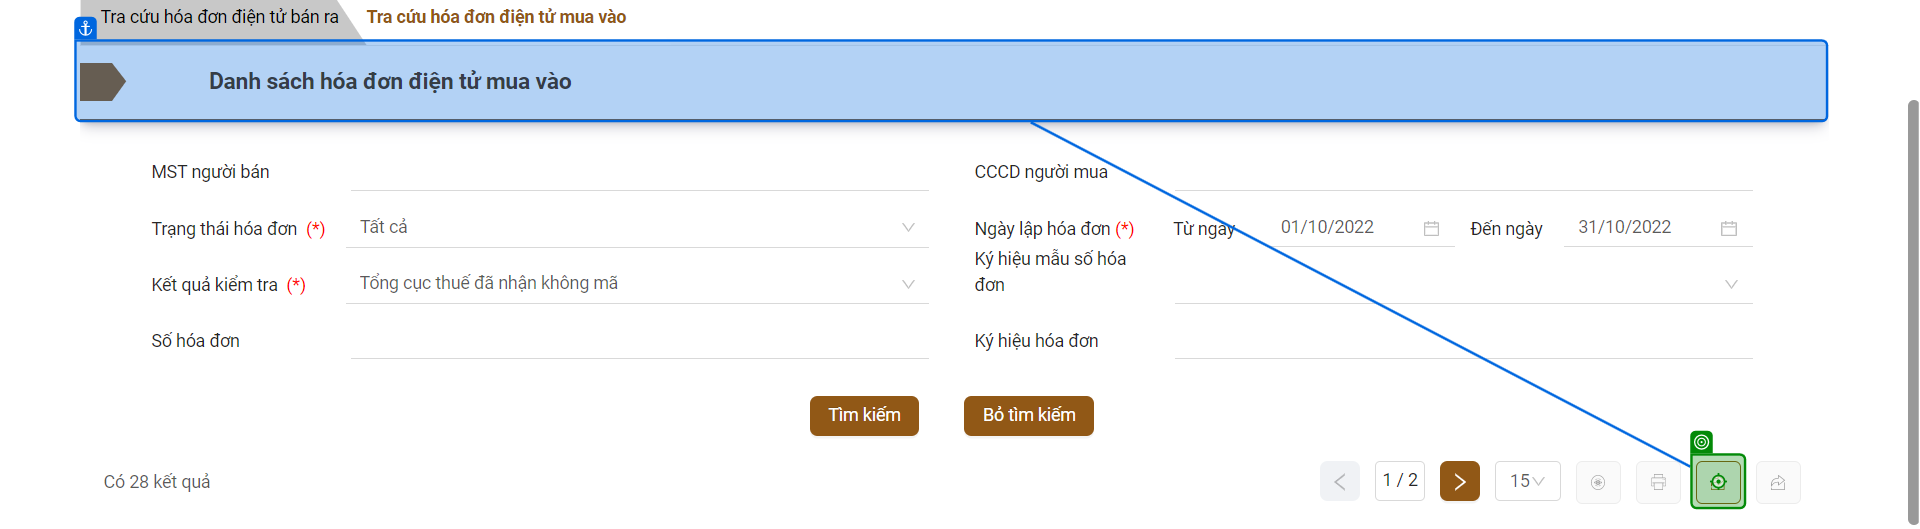 Tra cứu hóa đơn điện tử bán ra Tra cứu hóa đơn điện tử mua vào
Danh sách hóa đơn điện tử mua vào
MST người bán
CCCD người mua
Trạng thái hóa đơn (*) Tất cả
Ngày lập hóa đơn (*) Từ ngày 01/10/2022 Đến ngày 31/10/2022
Kết quả kiểm tra (*) Tổng cục thuế đã nhận không mã
Ký hiệu mẫu số hóa
đơn
Số hóa đơn
Ký hiệu hóa đơn
Tìm kiếm Bỏ tìm kiếm
Có 28 kết quả
1 / 2
15